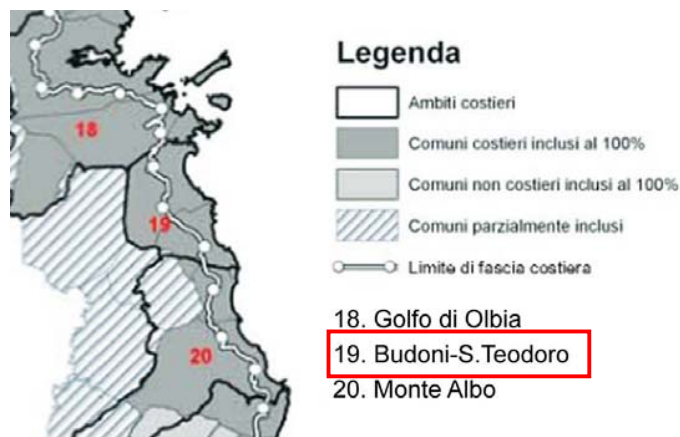 18
19
20
Legenda
Ambiti costieri
Comuni costieri inclusi al 100%
Comuni non costieri inclusi al 100%
Comuni parzialmente inclusi
Limite di fascia costiera
18. Golfo di Olbia
19. Budoni-S.Teodoro
20. Monte Albo